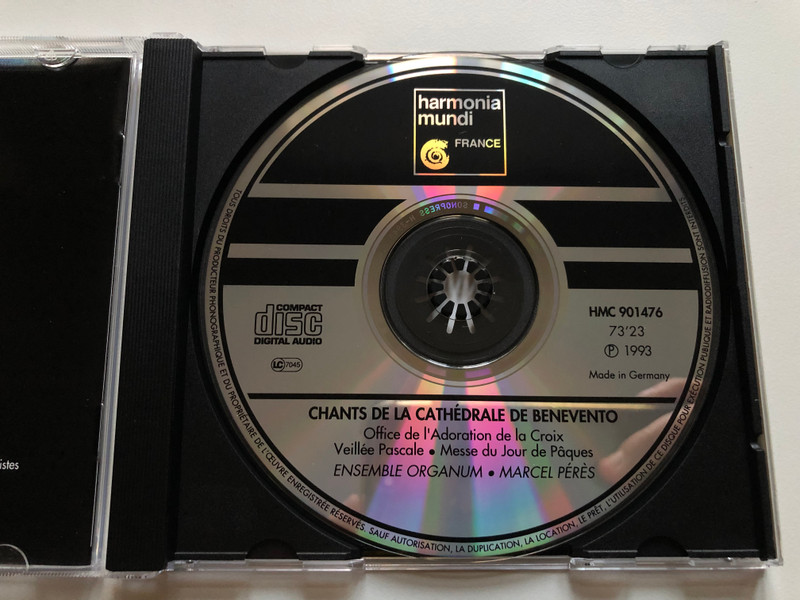 harmonia
mundi
FRANCE
SONOPRESS
COMPACT
disc
DIGITAL AUDIO
LC 7045
HMC 901476
73'23
Ⓟ 1993
Made in Germany
CHANTS DE LA CATHÉDRALE DE BENEVENTO
Office de l'Adoration de la Croix
Veillée Pascale • Messe du Jour de Pâques
ENSEMBLE ORGANUM • MARCEL PÉRÈS
TOUS DROITS DU PRODUCTEUR PHONOGRAPHIQUE ET DU PROPRIÉTAIRE DE L'ŒUVRE ENREGISTRÉE RÉSERVÉS. SAUF AUTORISATION, LA DUPLICATION, LA LOCATION, LE PRÊT, L'UTILISATION DE CE DISQUE POUR EXÉCUTION PUBLIQUE ET RADIODIFFUSION SONT INTERDITS
istes